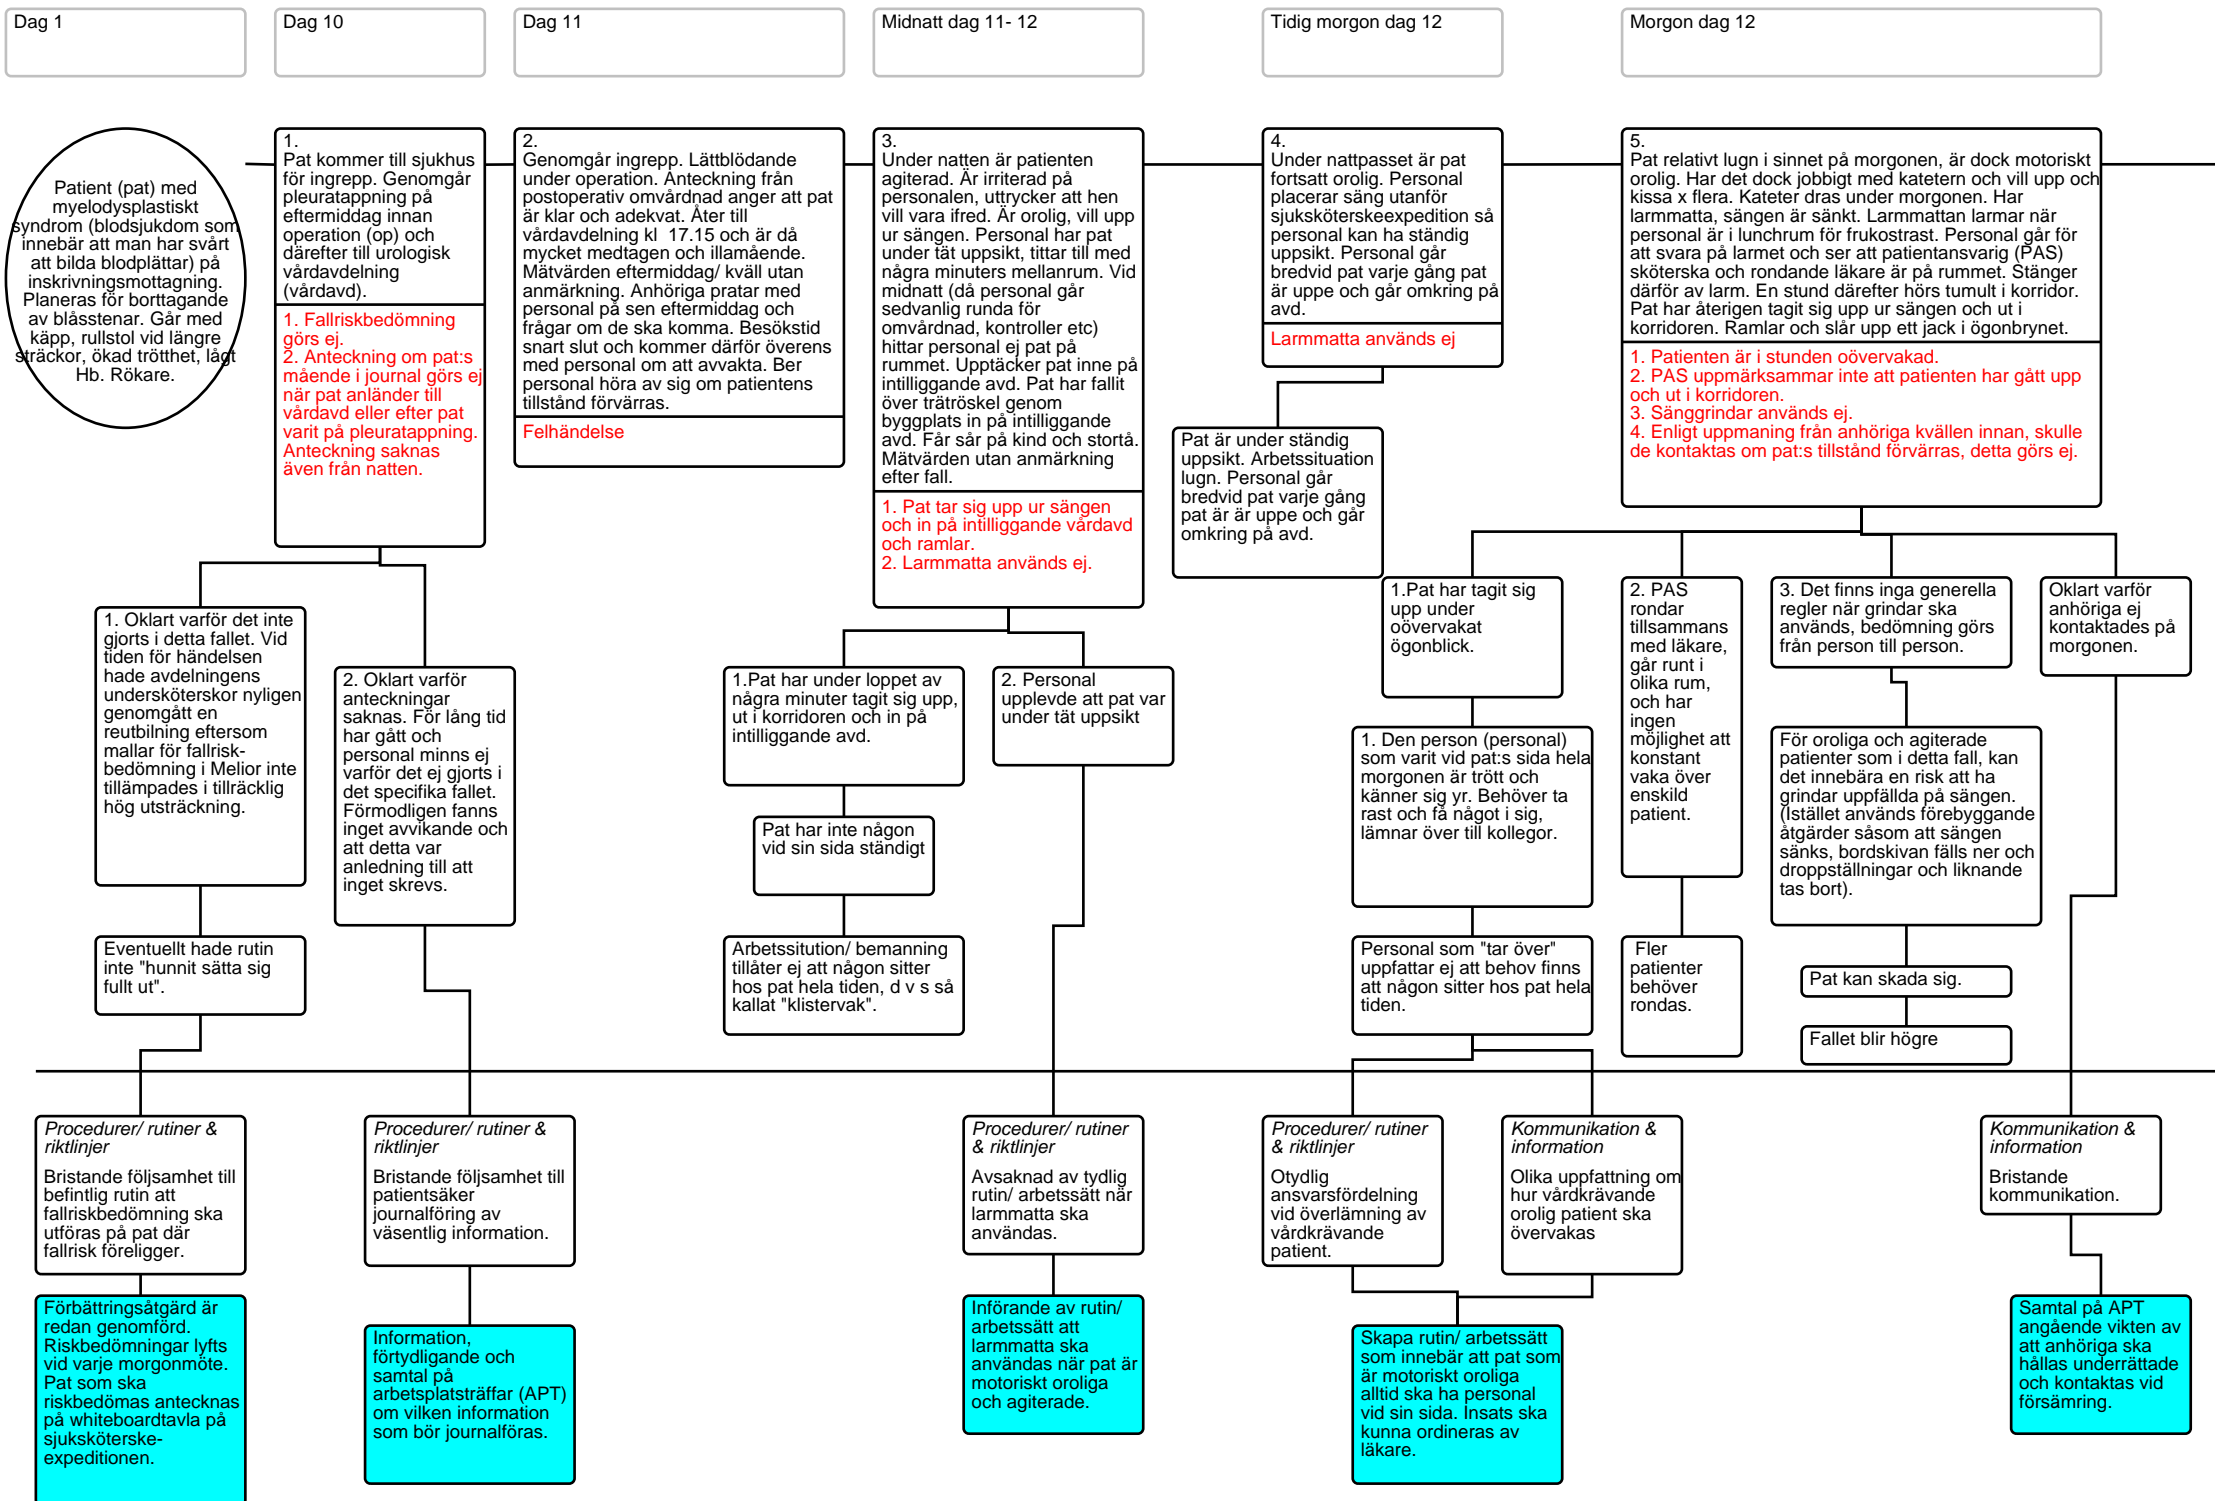 Dag 1
Dag 10
Dag 11
Midnatt dag 11- 12
Tidig morgon dag 12
Morgon dag 12
Patient (pat) med
myelodysplastiskt
syndrom (blodsjukdom som
innebär att man har svårt
att bilda blodplättar) på
inskrivningsmottagning.
Planeras för borttagande
av blåsstenar. Går med
käpp, rullstol vid längre
sträckor, ökad trötthet, lågt
Hb. Rökare.
1.
Pat kommer till sjukhus
för ingrepp. Genomgår
pleuratappning på
eftermiddag innan
operation (op) och
därefter till urologisk
vårdavdelning
(vårdavd).
1. Fallriskbedömning
görs ej.
2. Anteckning om pat:s
mående i journal görs ej
när pat anländer till
vårdavd eller efter pat
varit på pleuratappning.
Anteckning saknas
även från natten.
2.
Genomgår ingrepp. Lättblödande
under operation. Anteckning från
postoperativ omvårdnad anger att pat
är klar och adekvat. Åter till
vårdavdelning kl  17.15 och är då
mycket medtagen och illamående.
Mätvärden eftermiddag/ kväll utan
anmärkning. Anhöriga pratar med
personal på sen eftermiddag och
frågar om de ska komma. Besökstid
snart slut och kommer därför överens
med personal om att avvakta. Ber
personal höra av sig om patientens
tillstånd förvärras.
Felhändelse
3.
Under natten är patienten
agiterad. Är irriterad på
personalen, uttrycker att hen
vill vara ifred. Är orolig, vill upp
ur sängen. Personal har pat
under tät uppsikt, tittar till med
några minuters mellanrum. Vid
midnatt (då personal går
sedvanlig runda för
omvårdnad, kontroller etc)
hittar personal ej pat på
rummet. Upptäcker pat inne på
intilliggande avd. Pat har fallit
över trätröskel genom
byggplats in på intilliggande
avd. Får sår på kind och stortå.
Mätvärden utan anmärkning
efter fall.
1. Pat tar sig upp ur sängen
och in på intilliggande vårdavd
och ramlar.
2. Larmmatta används ej.
4.
Under nattpasset är pat
fortsatt orolig. Personal
placerar säng utanför
sjuksköterskeexpedition så
personal kan ha ständig
uppsikt. Personal går
bredvid pat varje gång pat
är uppe och går omkring på
avd.
Larmmatta används ej
5.
Pat relativt lugn i sinnet på morgonen, är dock motoriskt
orolig. Har det dock jobbigt med katetern och vill upp och
kissa x flera. Kateter dras under morgonen. Har
larmmatta, sängen är sänkt. Larmmattan larmar när
personal är i lunchrum för frukostrast. Personal går för
att svara på larmet och ser att patientansvarig (PAS)
sköterska och rondande läkare är på rummet. Stänger
därför av larm. En stund därefter hörs tumult i korridor.
Pat har återigen tagit sig upp ur sängen och ut i
korridoren. Ramlar och slår upp ett jack i ögonbrynet.
1. Patienten är i stunden oövervakad.
2. PAS uppmärksammar inte att patienten har gått upp
och ut i korridoren.
3. Sänggrindar används ej.
4. Enligt uppmaning från anhöriga kvällen innan, skulle
de kontaktas om pat:s tillstånd förvärras, detta görs ej.
Pat är under ständig
uppsikt. Arbetssituation
lugn. Personal går
bredvid pat varje gång
pat är är uppe och går
omkring på avd.
1. Oklart varför det inte
gjorts i detta fallet. Vid
tiden för händelsen
hade avdelningens
undersköterskor nyligen
genomgått en
reutbilning eftersom
mallar för fallrisk-
bedömning i Melior inte
tillämpades i tillräcklig
hög utsträckning.
2. Oklart varför
anteckningar
saknas. För lång tid
har gått och
personal minns ej
varför det ej gjorts i
det specifika fallet.
Förmodligen fanns
inget avvikande och
att detta var
anledning till att
inget skrevs.
1.Pat har under loppet av
några minuter tagit sig upp,
ut i korridoren och in på
intilliggande avd.
2. Personal
upplevde att pat var
under tät uppsikt
1.Pat har tagit sig
upp under
oövervakat
ögonblick.
2. PAS
rondar
tillsammans
med läkare,
går runt i
olika rum,
och har
ingen
möjlighet att
konstant
vaka över
enskild
patient.
3. Det finns inga generella
regler när grindar ska
används, bedömning görs
från person till person.
Oklart varför
anhöriga ej
kontaktades på
morgonen.
1. Den person (personal)
som varit vid pat:s sida hela
morgonen är trött och
känner sig yr. Behöver ta
rast och få något i sig,
lämnar över till kollegor.
För oroliga och agiterade
patienter som i detta fall, kan
det innebära en risk att ha
grindar uppfällda på sängen.
(Istället används förebyggande
åtgärder såsom att sängen
sänks, bordskivan fälls ner och
droppställningar och liknande
tas bort).
Pat har inte någon
vid sin sida ständigt
Eventuellt hade rutin
inte "hunnit sätta sig
fullt ut".
Arbetssitution/ bemanning
tillåter ej att någon sitter
hos pat hela tiden, d v s så
kallat "klistervak".
Personal som "tar över"
uppfattar ej att behov finns
att någon sitter hos pat hela
tiden.
Fler
patienter
behöver
rondas.
Pat kan skada sig.
Fallet blir högre
Procedurer/ rutiner &
riktlinjer
Bristande följsamhet till
befintlig rutin att
fallriskbedömning ska
utföras på pat där
fallrisk föreligger.
Procedurer/ rutiner &
riktlinjer
Bristande följsamhet till
patientsäker
journalföring av
väsentlig information.
Procedurer/ rutiner
& riktlinjer
Avsaknad av tydlig
rutin/ arbetssätt när
larmmatta ska
användas.
Procedurer/ rutiner
& riktlinjer
Otydlig
ansvarsfördelning
vid överlämning av
vårdkrävande
patient.
Kommunikation &
information
Olika uppfattning om
hur vårdkrävande
orolig patient ska
övervakas
Kommunikation &
information
Bristande
kommunikation.
Förbättringsåtgärd är
redan genomförd.
Riskbedömningar lyfts
vid varje morgonmöte.
Pat som ska
riskbedömas antecknas
på whiteboardtavla på
sjuksköterske-
expeditionen.
Information,
förtydligande och
samtal på
arbetsplatsträffar (APT)
om vilken information
som bör journalföras.
Införande av rutin/
arbetssätt att
larmmatta ska
användas när pat är
motoriskt oroliga
och agiterade.
Skapa rutin/ arbetssätt
som innebär att pat som
är motoriskt oroliga
alltid ska ha personal
vid sin sida. Insats ska
kunna ordineras av
läkare.
Samtal på APT
angående vikten av
att anhöriga ska
hållas underrättade
och kontaktas vid
försämring.